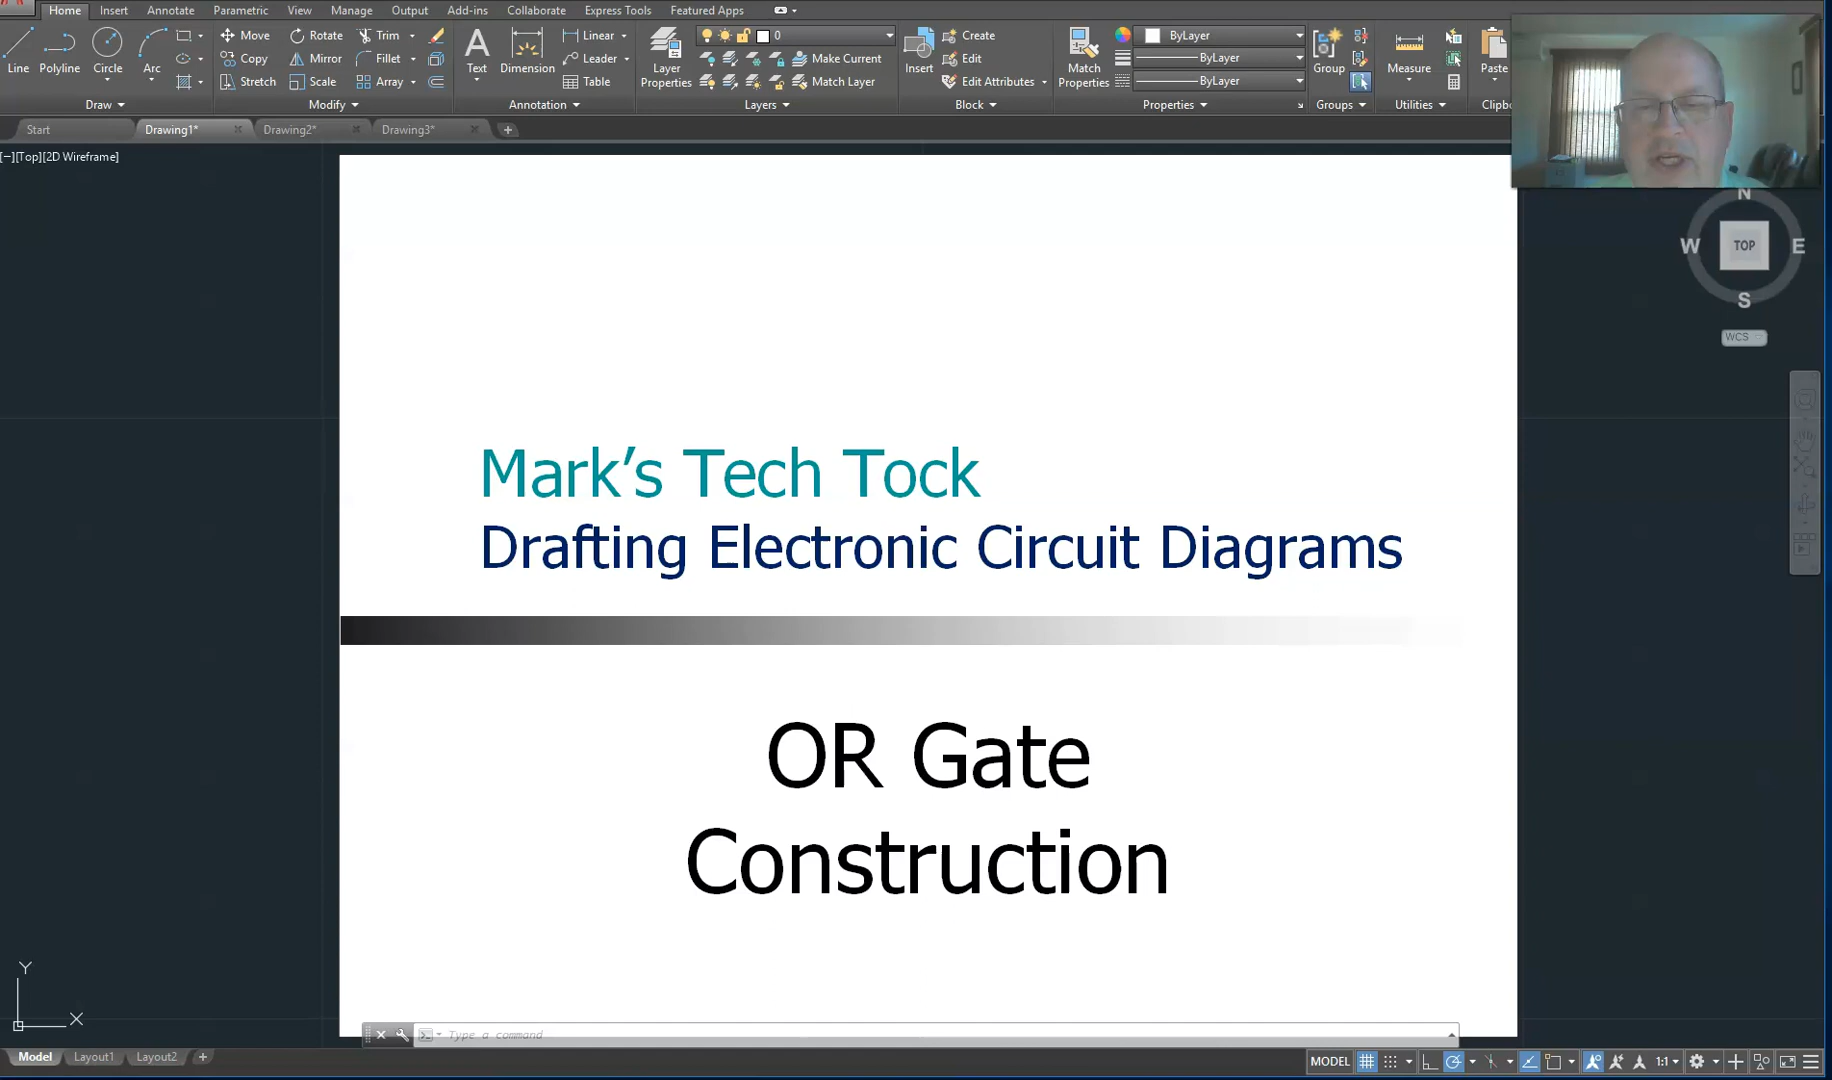 Home Insert Annotate Parametric View Manage Output Add-ins Collaborate Express Tools Featured Apps
Line Polyline Circle Arc
Move Rotate Trim
Copy Mirror Fillet
Stretch Scale Array
Text Dimension
Linear
Leader
Table
Layer Properties
0
Make Current
Match Layer
Insert
Create
Edit
Edit Attributes
Match Properties
ByLayer
ByLayer
ByLayer
Group
Measure
Paste
Draw Modify Annotation Layers Block Properties Groups Utilities Clipb
Start Drawing1* Drawing2* Drawing3*
[−][Top][2D Wireframe]
N
W TOP E
S
WCS
Mark’s Tech Tock
Drafting Electronic Circuit Diagrams
OR Gate
Construction
Y
X
Type a command
Model Layout1 Layout2
MODEL 1:1